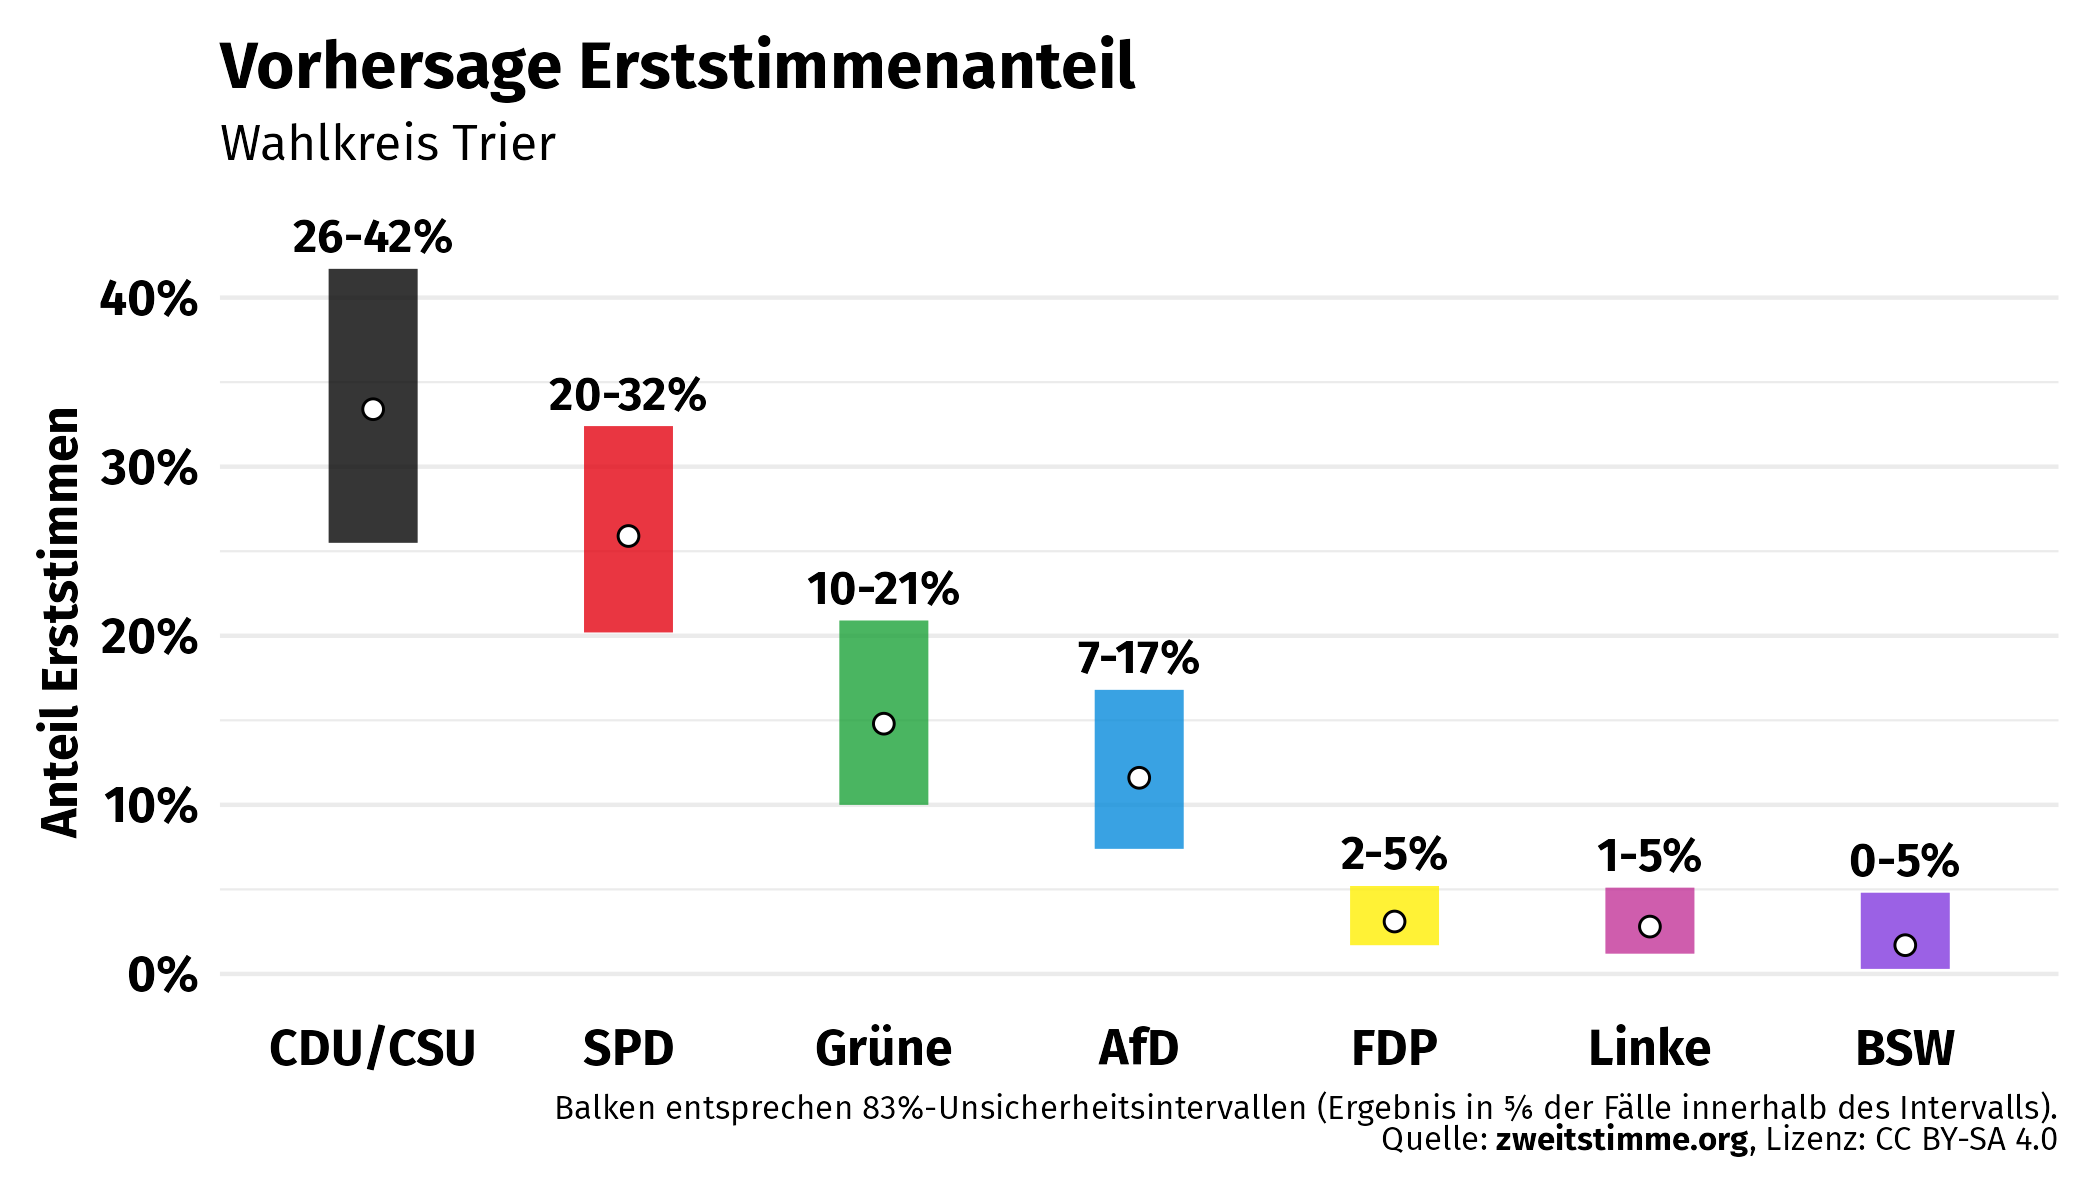 Vorhersage Erststimmenanteil
Wahlkreis Trier
Anteil Erststimmen
40%
30%
20%
10%
0%
26-42%
20-32%
10-21%
7-17%
2-5%
1-5%
0-5%
CDU/CSU SPD Grüne AfD FDP Linke BSW
Balken entsprechen 83%-Unsicherheitsintervallen (Ergebnis in ⅚ der Fälle innerhalb des Intervalls).
Quelle: zweitstimme.org, Lizenz: CC BY-SA 4.0